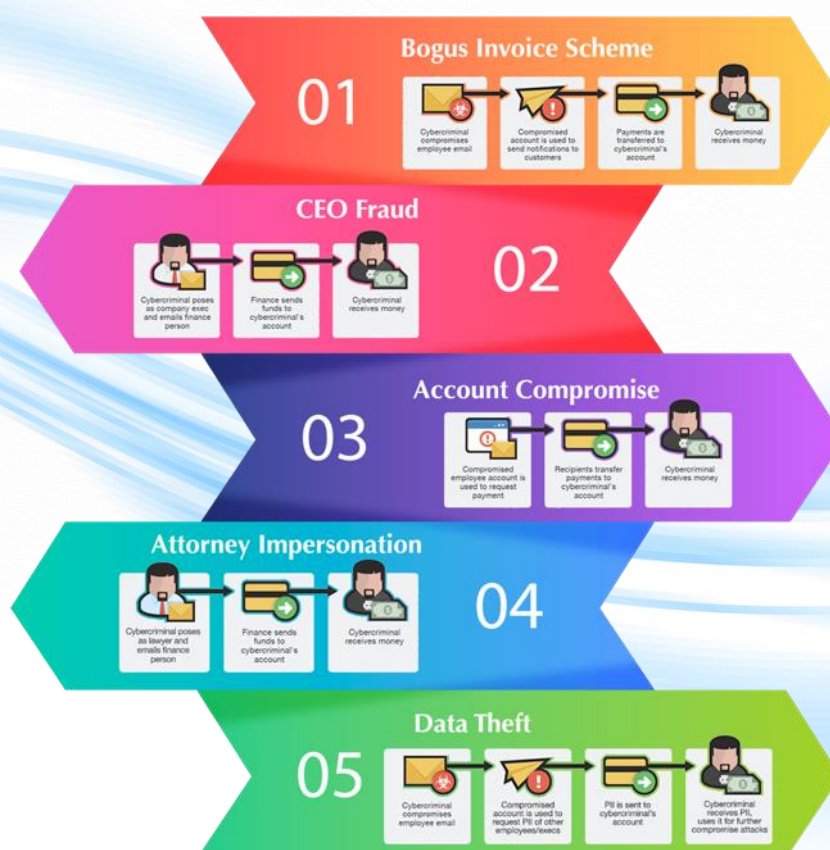 Bogus Invoice Scheme
01
Cybercriminal
compromises
employee email
Compromised
account is used to
send notifications to
customers
Payments are
transferred to
cybercriminal's
account
Cybercriminal
receives money
CEO Fraud
Cybercriminal poses
as company exec
and emails finance
person
Finance sends
funds to
cybercriminal's
account
Cybercriminal
receives money
02
Account Compromise
03
Compromised
employee account is
used to request
payment
Recipients transfer
payments to
cybercriminal's
account
Cybercriminal
receives money
Attorney Impersonation
Cybercriminal poses
as lawyer and
emails finance
person
Finance sends
funds to
cybercriminal's
account
Cybercriminal
receives money
04
Data Theft
05
Cybercriminal
compromises
employee email
Compromised
account is used to
request PII of other
employees/execs
PII is sent to
cybercriminal's
account
Cybercriminal
receives PII,
uses it for further
compromise attacks